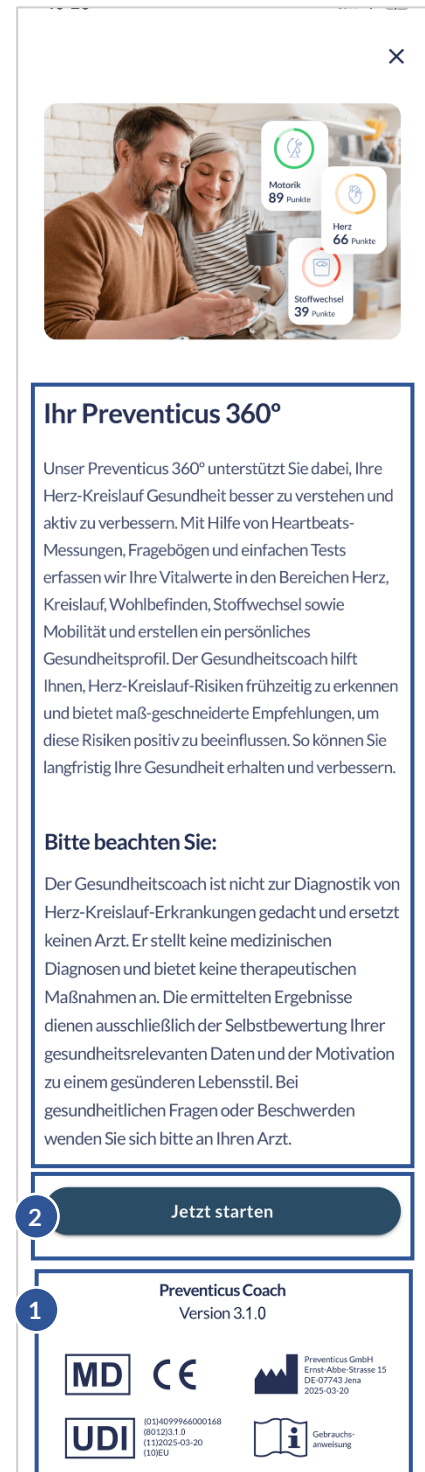 Motorik
89 Punkte
Herz
66 Punkte
Stoffwechsel
39 Punkte
Ihr Preventicus 360°
Unser Preventicus 360° unterstützt Sie dabei, Ihre
Herz-Kreislauf Gesundheit besser zu verstehen und
aktiv zu verbessern. Mit Hilfe von Heartbeats-
Messungen, Fragebögen und einfachen Tests
erfassen wir Ihre Vitalwerte in den Bereichen Herz,
Kreislauf, Wohlbefinden, Stoffwechsel sowie
Mobilität und erstellen ein persönliches
Gesundheitsprofil. Der Gesundheitscoach hilft
Ihnen, Herz-Kreislauf-Risiken frühzeitig zu erkennen
und bietet maß-geschneiderte Empfehlungen, um
diese Risiken positiv zu beeinflussen. So können Sie
langfristig Ihre Gesundheit erhalten und verbessern.
Bitte beachten Sie:
Der Gesundheitscoach ist nicht zur Diagnostik von
Herz-Kreislauf-Erkrankungen gedacht und ersetzt
keinen Arzt. Er stellt keine medizinischen
Diagnosen und bietet keine therapeutischen
Maßnahmen an. Die ermittelten Ergebnisse
dienen ausschließlich der Selbstbewertung Ihrer
gesundheitsrelevanten Daten und der Motivation
zu einem gesünderen Lebensstil. Bei
gesundheitlichen Fragen oder Beschwerden
wenden Sie sich bitte an Ihren Arzt.
2
Jetzt starten
1
Preventicus Coach
Version 3.1.0
MD CE
Preventicus GmbH
Ernst-Abbe-Strasse 15
DE-07743 Jena
2025-03-20
UDI
(01)4099966000168
(8012)3.1.0
(11)2025-03-20
(10)EU
i
Gebrauchs-
anweisung